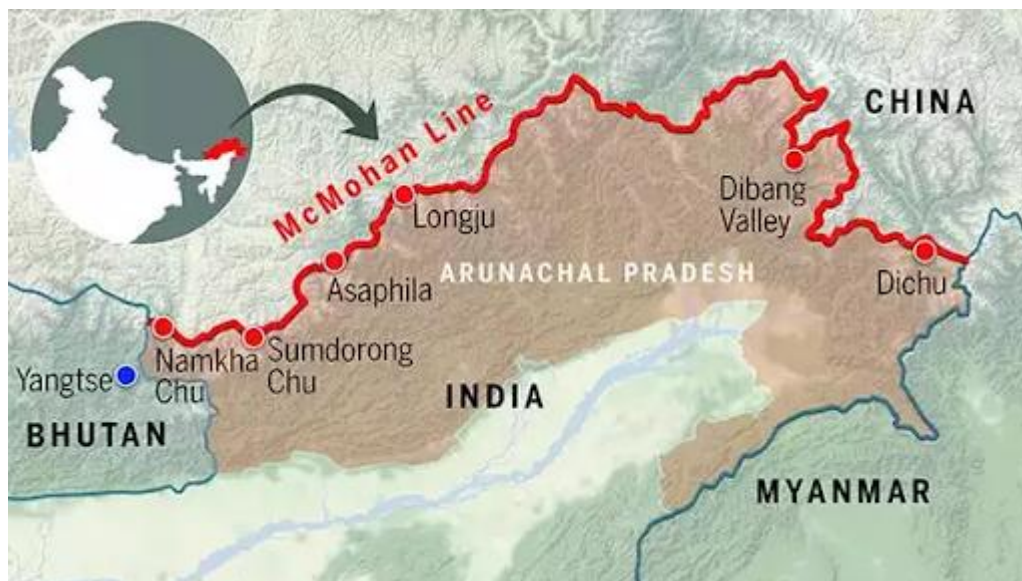 McMohan Line
CHINA
Dibang
Valley
Longju
ARUNACHAL PRADESH
Asaphila
Dichu
Namkha
Chu
Sumdorong
Chu
Yangtse
INDIA
BHUTAN
MYANMAR